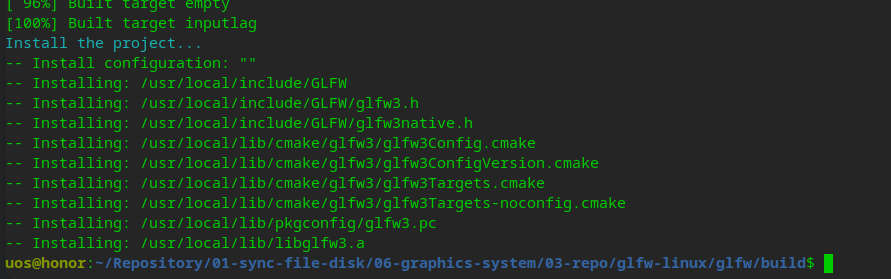 [ 96%] Built target empty
[100%] Built target inputlag
Install the project...
-- Install configuration: ""
-- Installing: /usr/local/include/GLFW
-- Installing: /usr/local/include/GLFW/glfw3.h
-- Installing: /usr/local/include/GLFW/glfw3native.h
-- Installing: /usr/local/lib/cmake/glfw3/glfw3Config.cmake
-- Installing: /usr/local/lib/cmake/glfw3/glfw3ConfigVersion.cmake
-- Installing: /usr/local/lib/cmake/glfw3/glfw3Targets.cmake
-- Installing: /usr/local/lib/cmake/glfw3/glfw3Targets-noconfig.cmake
-- Installing: /usr/local/lib/pkgconfig/glfw3.pc
-- Installing: /usr/local/lib/libglfw3.a
uos@honor:~/Repository/01-sync-file-disk/06-graphics-system/03-repo/glfw-linux/glfw/build$